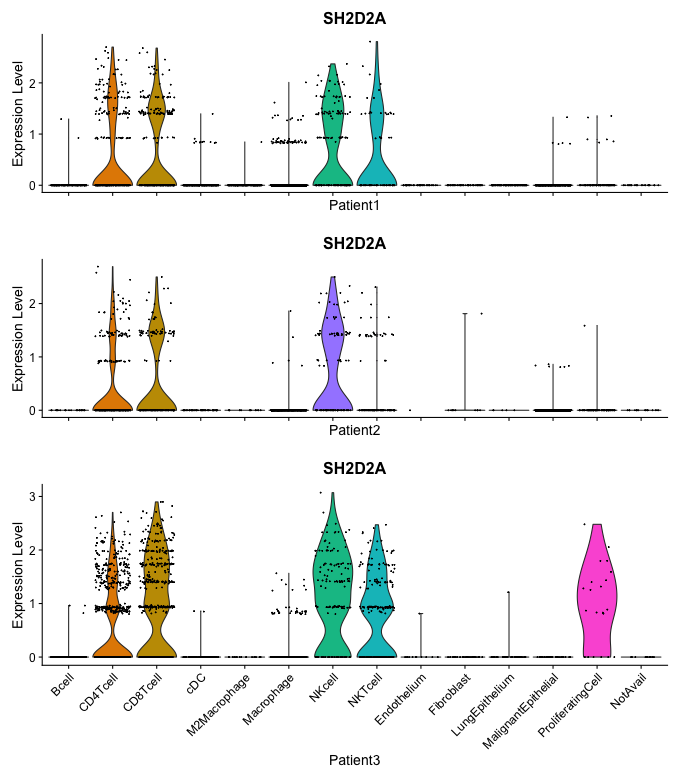 SH2D2A
Expression Level
2
1
0
Patient1
SH2D2A
Expression Level
2
1
0
Patient2
SH2D2A
Expression Level
3
2
1
0
Bcell
CD4Tcell
CD8Tcell
cDC
M2Macrophage
Macrophage
NKcell
NKTcell
Endothelium
Fibroblast
LungEpithelium
MalignantEpithelial
ProliferatingCell
NotAvail
Patient3